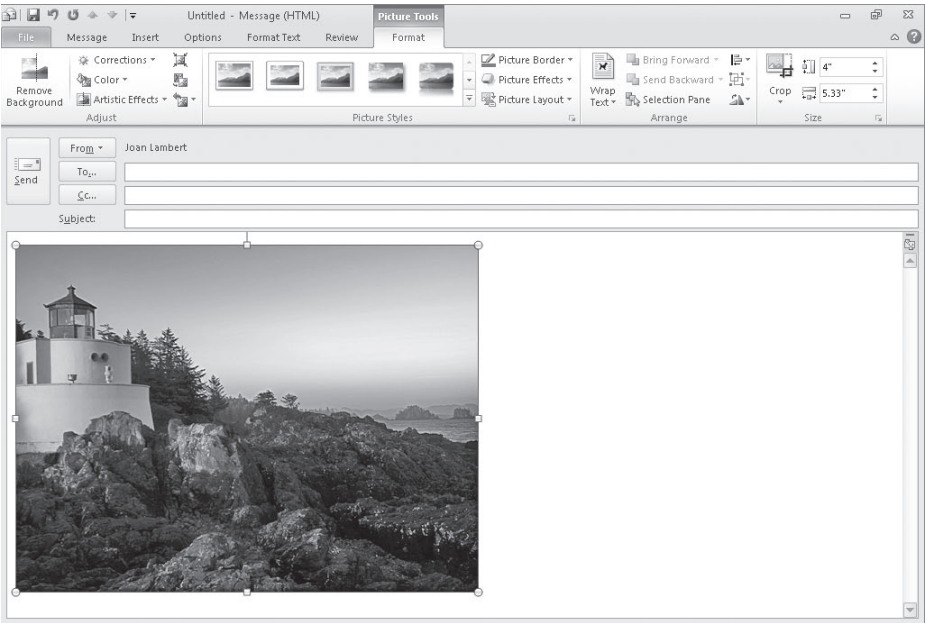 Untitled - Message (HTML)
Picture Tools
File Message Insert Options Format Text Review Format
Remove Background
Corrections
Color
Artistic Effects
Adjust
Picture Styles
Picture Border
Picture Effects
Picture Layout
Wrap Text
Bring Forward
Send Backward
Selection Pane
Arrange
Crop
4"
5.33"
Size
Send
From Joan Lambert
To...
Cc...
Subject: